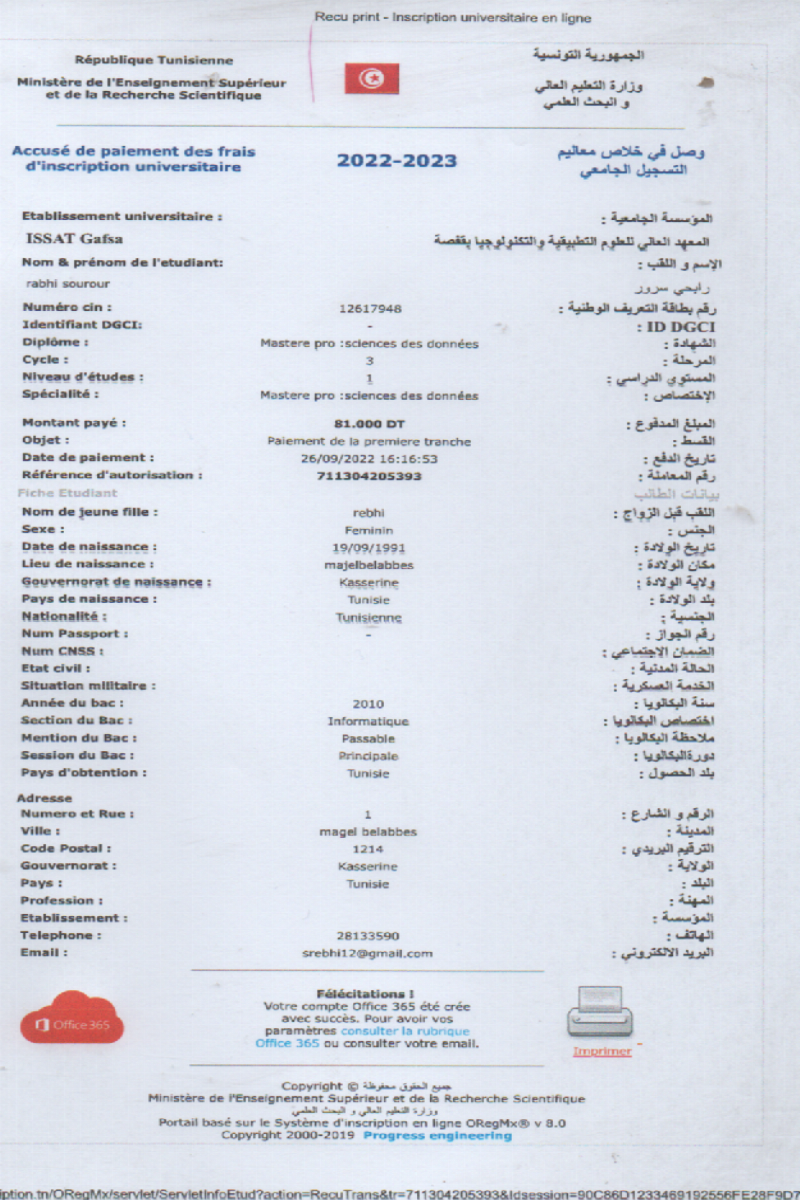 Recu print - Inscription universitaire en ligne
République Tunisienne الجمهورية التونسية
Ministère de l'Enseignement Supérieur وزارة التعليم العالي
et de la Recherche Scientifique و البحث العلمي
Accusé de paiement des frais 2022-2023 وصل في خلاص معاليم
d'inscription universitaire التسجيل الجامعي
Etablissement universitaire : المؤسسة الجامعية :
ISSAT Gafsa المعهد العالي للعلوم التطبيقية والتكنولوجيا بقفصة
Nom & prénom de l'etudiant: الإسم و اللقب :
rabhi sourour رابحي سرور
Numéro cin : 12617948 رقم بطاقة التعريف الوطنية :
Identifiant DGCI: - ID DGCI :
Diplôme : Mastere pro :sciences des données الشهادة :
Cycle : 3 المرحلة :
Niveau d'études : 1 المستوي الدراسي :
Spécialité : Mastere pro :sciences des données الإختصاص :
Montant payé : 81.000 DT المبلغ المدفوع :
Objet : Paiement de la premiere tranche القسط :
Date de paiement : 26/09/2022 16:16:53 تاريخ الدفع :
Référence d'autorisation : 711304205393 رقم المعاملة :
Fiche Etudiant بيانات الطالب
Nom de jeune fille : rebhi اللقب قبل الزواج :
Sexe : Feminin الجنس :
Date de naissance : 19/09/1991 تاريخ الولادة :
Lieu de naissance : majelbelabbes مكان الولادة :
Gouvernorat de naissance : Kasserine ولاية الولادة :
Pays de naissance : Tunisie بلد الولادة :
Nationalité : Tunisienne الجنسية :
Num Passport : - رقم الجواز :
Num CNSS : الضمان الاجتماعي :
Etat civil : الحالة المدنية :
Situation militaire : الخدمة العسكرية :
Année du bac : 2010 سنة البكالويا :
Section du Bac : Informatique اختصاص البكالويا :
Mention du Bac : Passable ملاحظة البكالويا :
Session du Bac : Principale دورةالبكالويا :
Pays d'obtention : Tunisie بلد الحصول :
Adresse
Numero et Rue : 1 الرقم و الشارع :
Ville : magel belabbes المدينة :
Code Postal : 1214 الترقيم البريدي :
Gouvernorat : Kasserine الولاية :
Pays : Tunisie البلد :
Profession : المهنة :
Etablissement : المؤسسة :
Telephone : 28133590 الهاتف :
Email : srebhi12@gmail.com البريد الالكتروني :
Félécitations !
Votre compte Office 365 été crée
avec succès. Pour avoir vos
paramètres consulter la rubrique
Office 365 ou consulter votre email.
Office 365
Imprimer
Copyright © جميع الحقوق محفوظة
Ministère de l'Enseignement Supérieur et de la Recherche Scientifique
وزارة التعليم العالي و البحث العلمي
Portail basé sur le Système d'inscription en ligne ORegMx® v 8.0
Copyright 2000-2019 Progress engineering
iption.tn/ORegMx/servlet/ServletInfoEtud?action=RecuTrans&tr=711304205393&Idsession=90C86D1233469192556FE28F9D